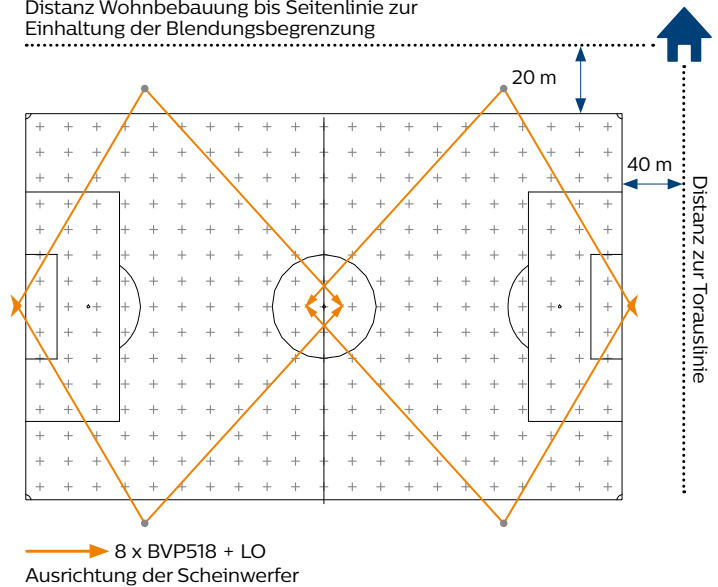 Distanz Wohnbebauung bis Seitenlinie zur
Einhaltung der Blendungsbegrenzung
20 m
40 m
Distanz zur Torauslinie
8 x BVP518 + LO
Ausrichtung der Scheinwerfer